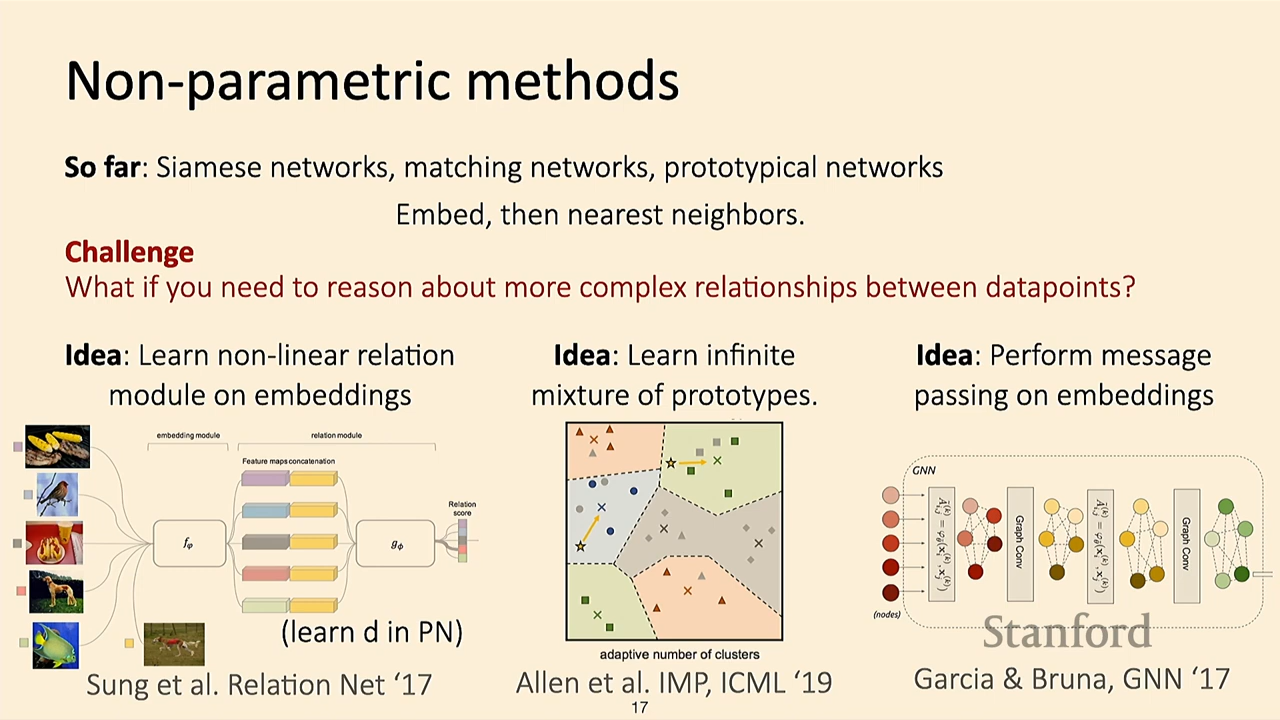 Non-parametric methods
So far: Siamese networks, matching networks, prototypical networks
Embed, then nearest neighbors.
Challenge
What if you need to reason about more complex relationships between datapoints?
Idea: Learn non-linear relation
module on embeddings
embedding module
relation module
Feature maps concatenation
Relation
score
fφ
gϕ
(learn d in PN)
Sung et al. Relation Net ‘17
Idea: Learn infinite
mixture of prototypes.
adaptive number of clusters
Allen et al. IMP, ICML ‘19
Idea: Perform message
passing on embeddings
GNN
Graph Conv
Graph Conv
(nodes)
Stanford
Garcia & Bruna, GNN ‘17
17